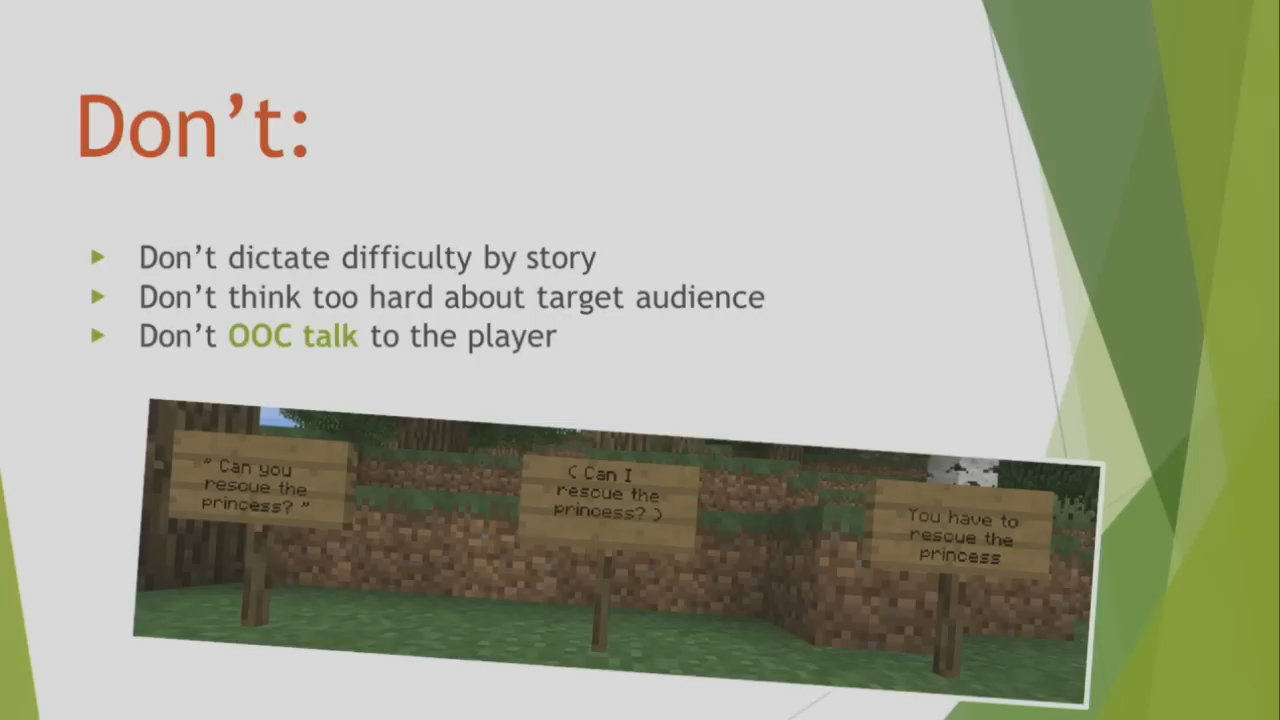 Don’t:
Don’t dictate difficulty by story
Don’t think too hard about target audience
Don’t OOC talk to the player
" Can you
rescue the
princess? "
( Can I
rescue the
princess? )
You have to
rescue the
princess